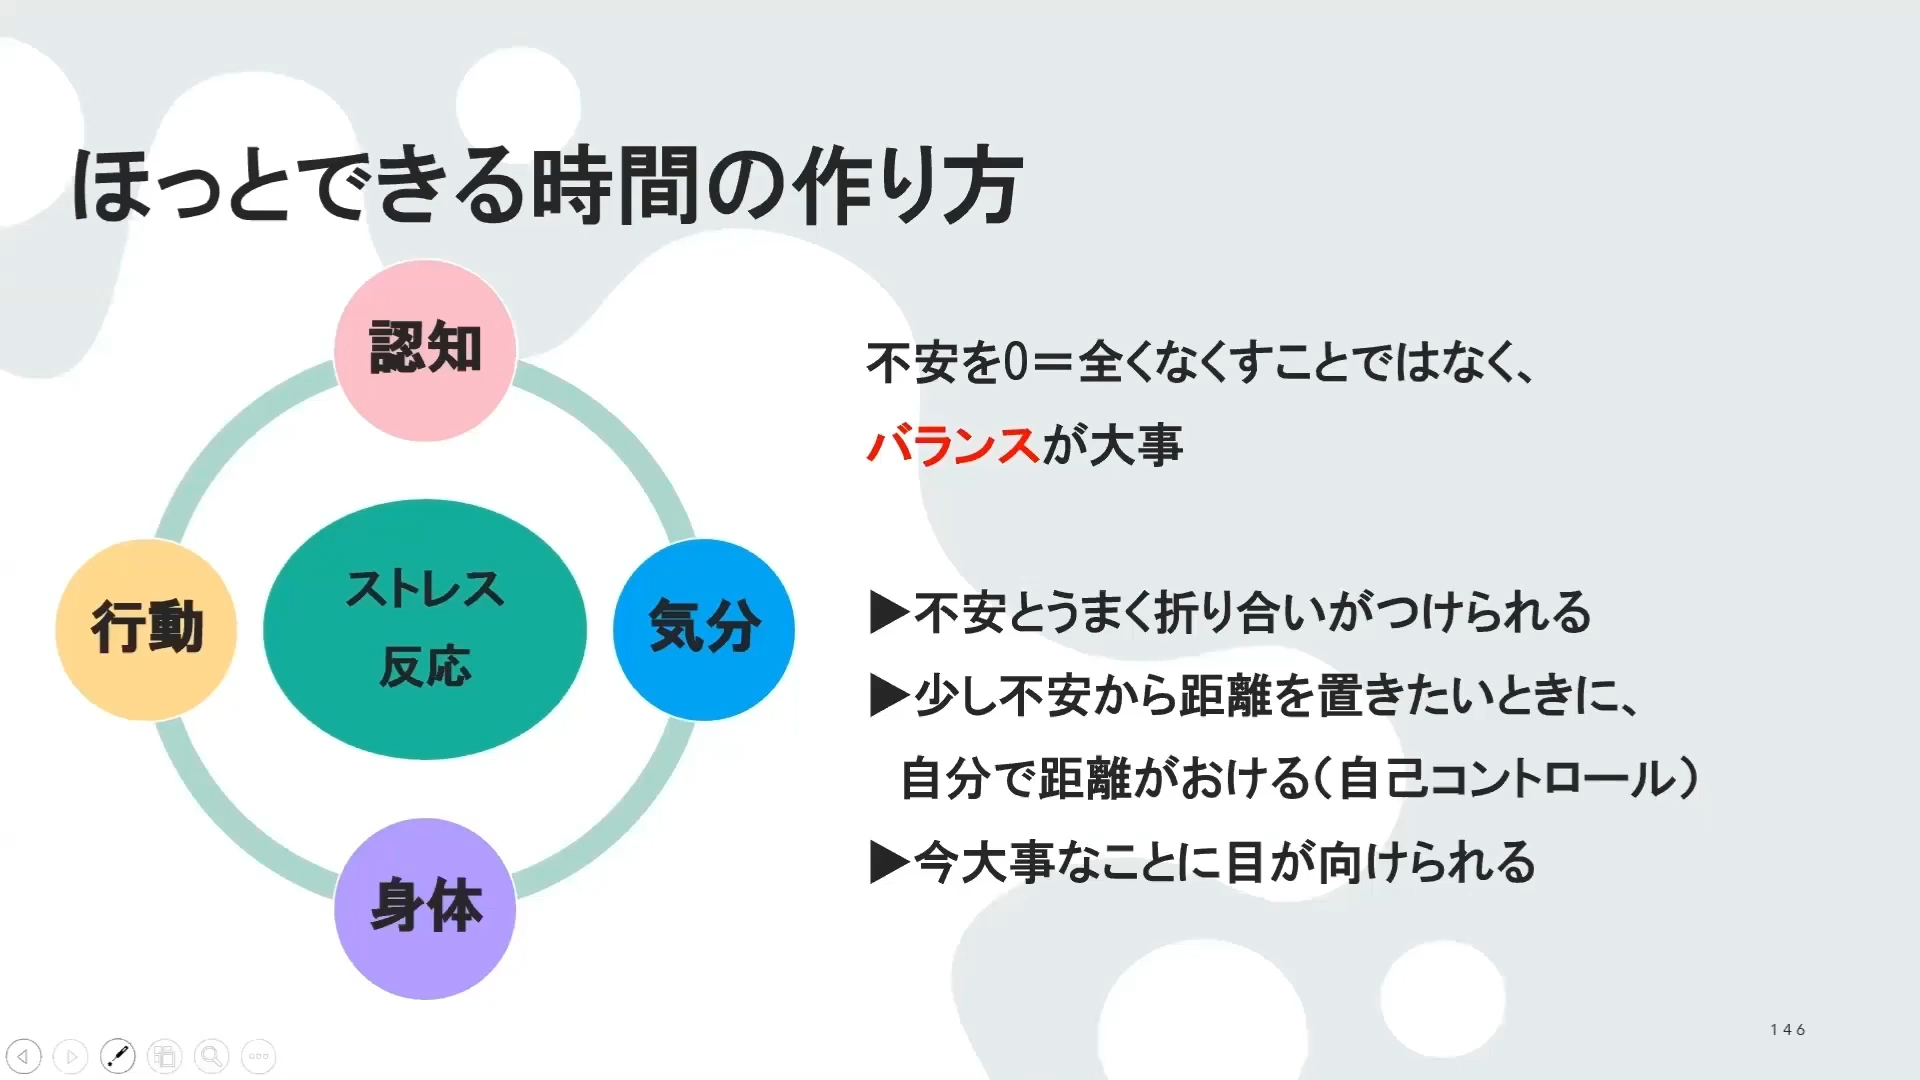 ほっとできる時間の作り方
認知
行動
ストレス
反応
気分
身体
不安を0＝全くなくすことではなく、
バランスが大事
▶不安とうまく折り合いがつけられる
▶少し不安から距離を置きたいときに、
自分で距離がおける（自己コントロール）
▶今大事なことに目が向けられる
146